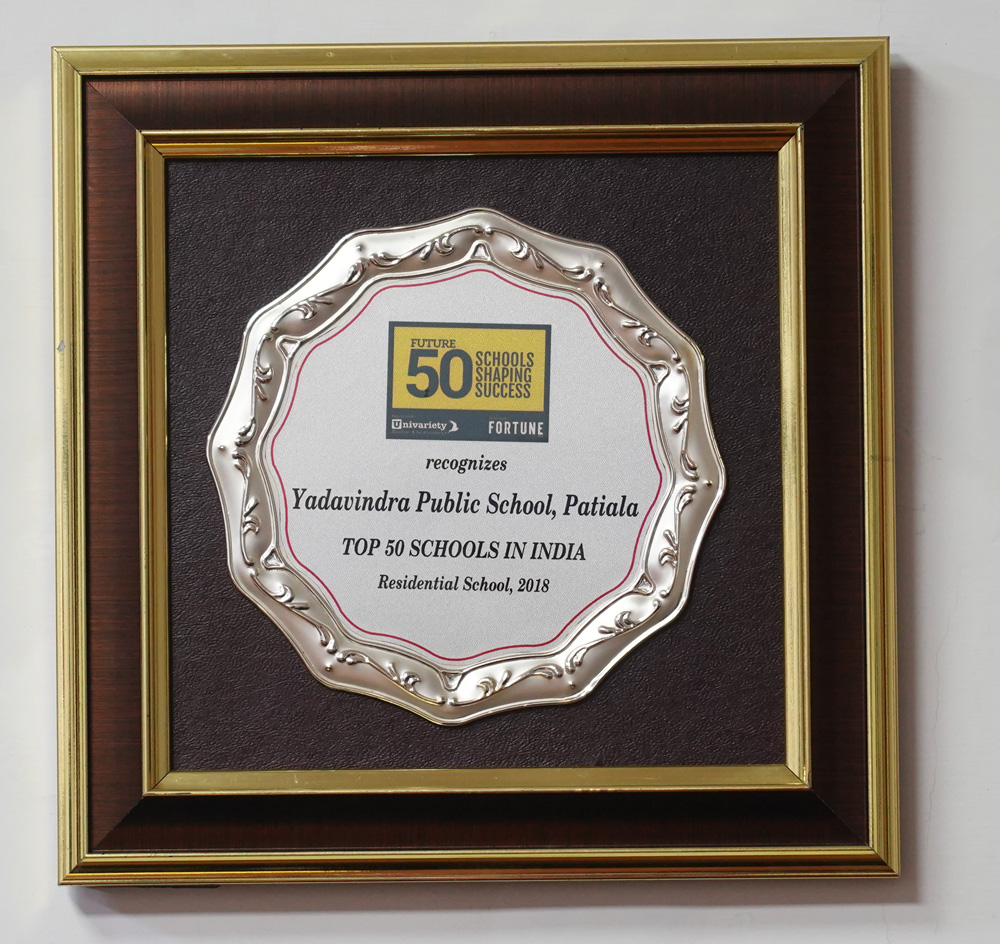 FUTURE
50 SCHOOLS
SHAPING
SUCCESS
Univariety
FORTUNE
recognizes
Yadavindra Public School, Patiala
TOP 50 SCHOOLS IN INDIA
Residential School, 2018